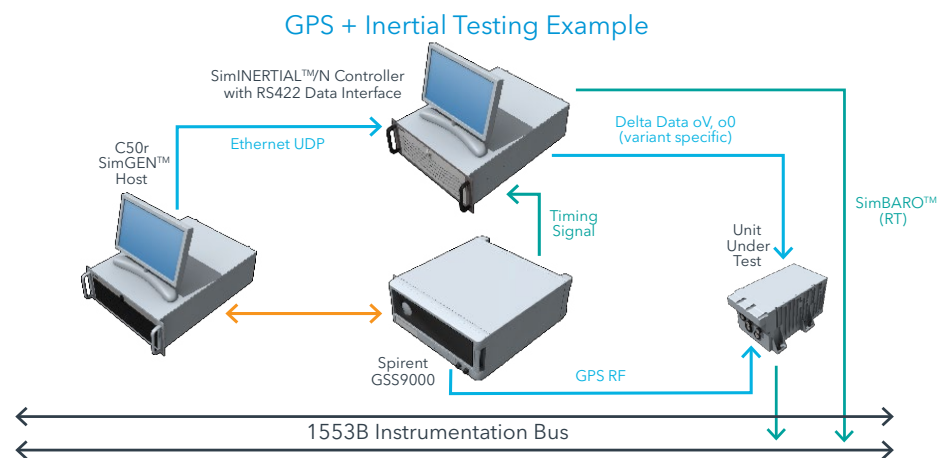 GPS + Inertial Testing Example
SimINERTIAL™/N Controller
with RS422 Data Interface
Delta Data oV, o0
(variant specific)
Ethernet UDP
C50r
SimGEN™
Host
SimBARO™
(RT)
Timing
Signal
Unit
Under
Test
Spirent
GSS9000
GPS RF
1553B Instrumentation Bus